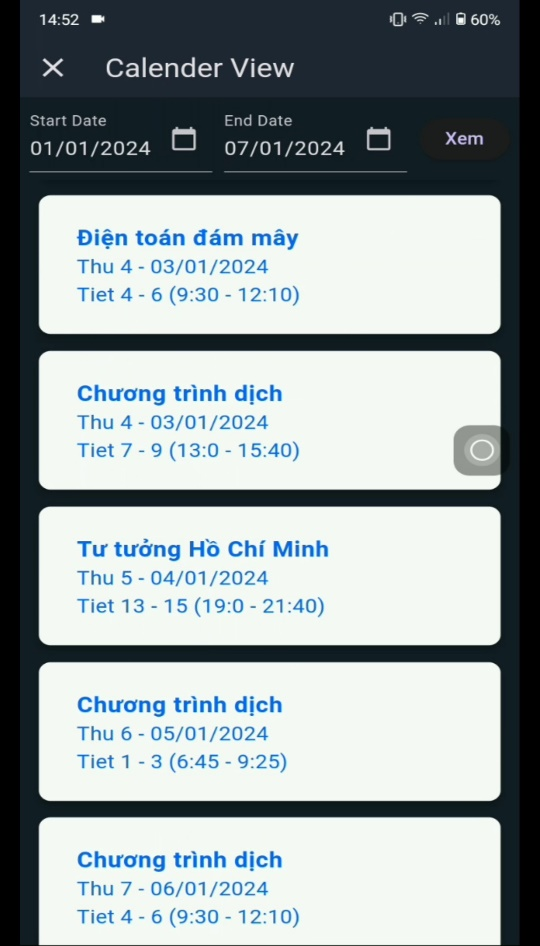 14:52 60%
Calender View
Start Date End Date
01/01/2024 07/01/2024 Xem
Điện toán đám mây
Thu 4 - 03/01/2024
Tiet 4 - 6 (9:30 - 12:10)
Chương trình dịch
Thu 4 - 03/01/2024
Tiet 7 - 9 (13:0 - 15:40)
Tư tưởng Hồ Chí Minh
Thu 5 - 04/01/2024
Tiet 13 - 15 (19:0 - 21:40)
Chương trình dịch
Thu 6 - 05/01/2024
Tiet 1 - 3 (6:45 - 9:25)
Chương trình dịch
Thu 7 - 06/01/2024
Tiet 4 - 6 (9:30 - 12:10)